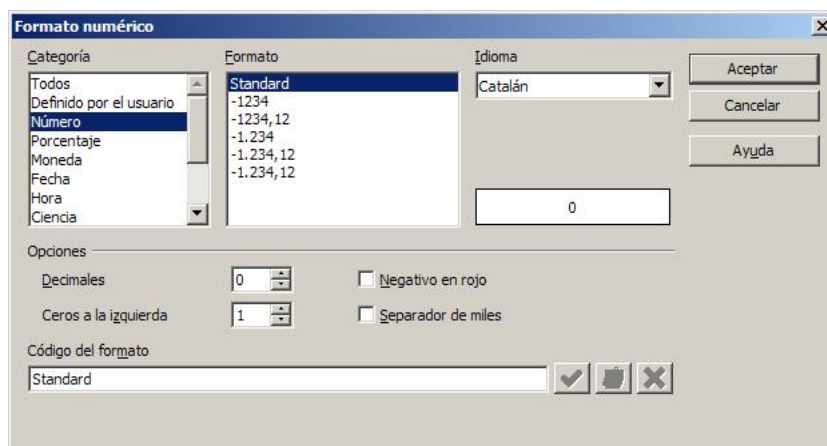 Formato numérico
Categoría
Todos
Definido por el usuario
Número
Porcentaje
Moneda
Fecha
Hora
Ciencia
Formato
Standard
-1234
-1234,12
-1.234
-1.234,12
-1.234,12
Idioma
Catalán
0
Aceptar
Cancelar
Ayuda
Opciones
Decimales
0
Negativo en rojo
Ceros a la izquierda
1
Separador de miles
Código del formato
Standard